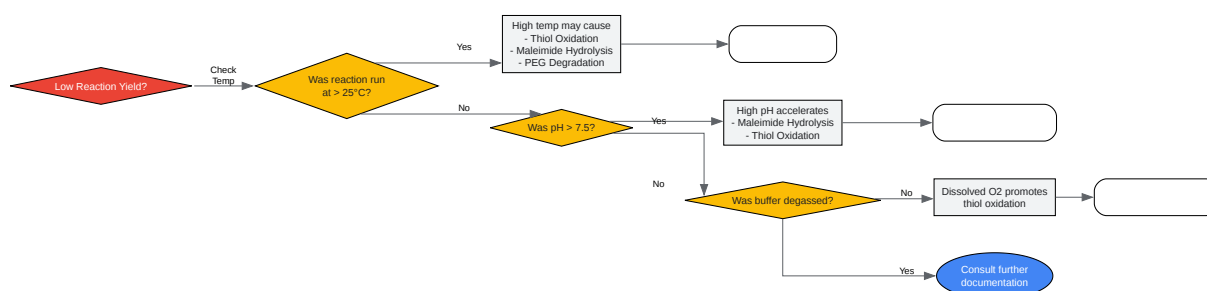 Low Reaction Yield?
Check
Temp
Was reaction run
at > 25°C?
Yes
High temp may cause
- Thiol Oxidation
- Maleimide Hydrolysis
- PEG Degradation
No
Was pH > 7.5?
Yes
High pH accelerates
- Maleimide Hydrolysis
- Thiol Oxidation
No
Was buffer degassed?
No
Dissolved O2 promotes
thiol oxidation
Yes
Consult further
documentation